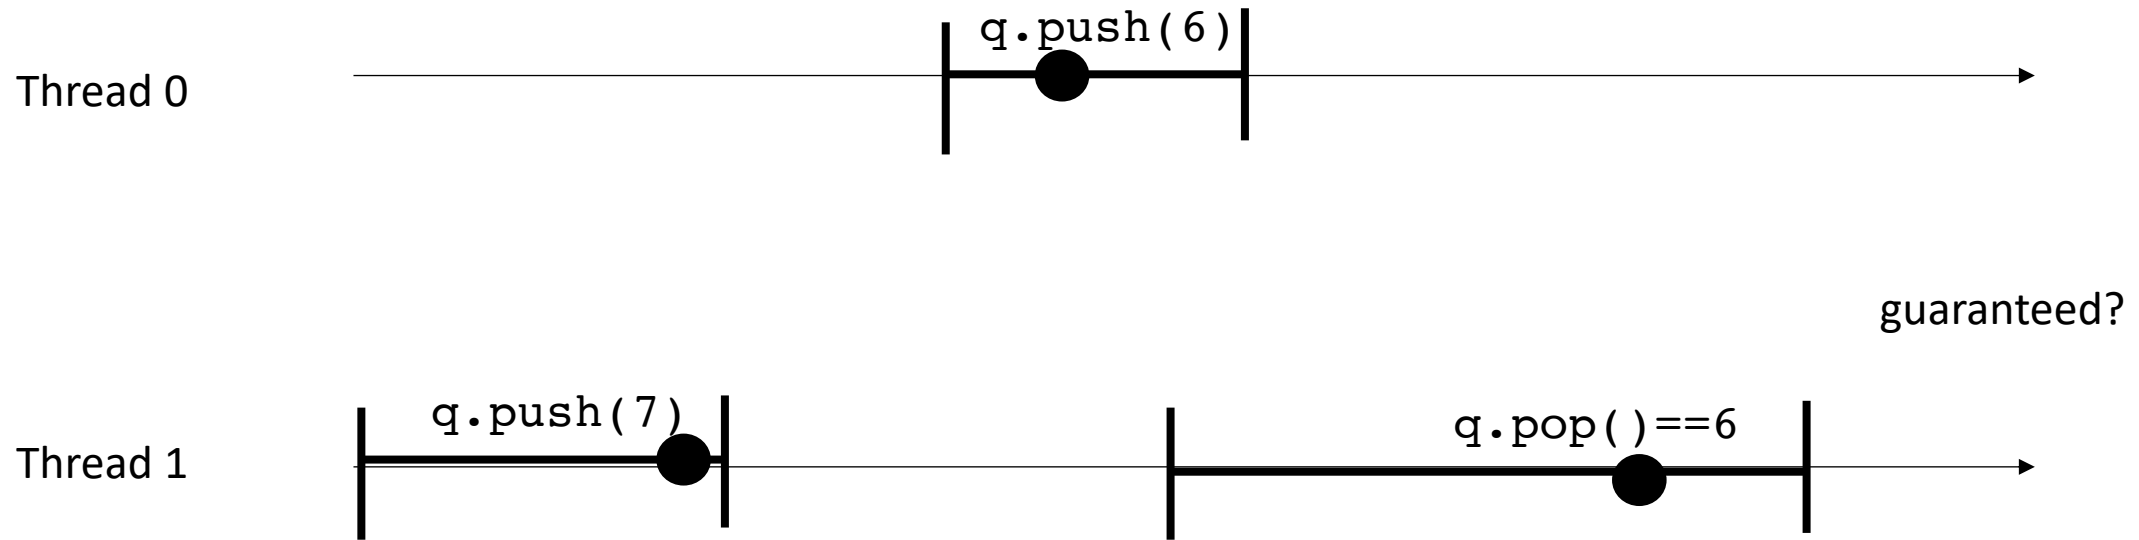 q.push(6)
Thread 0
guaranteed?
q.push(7)
q.pop()==6
Thread 1